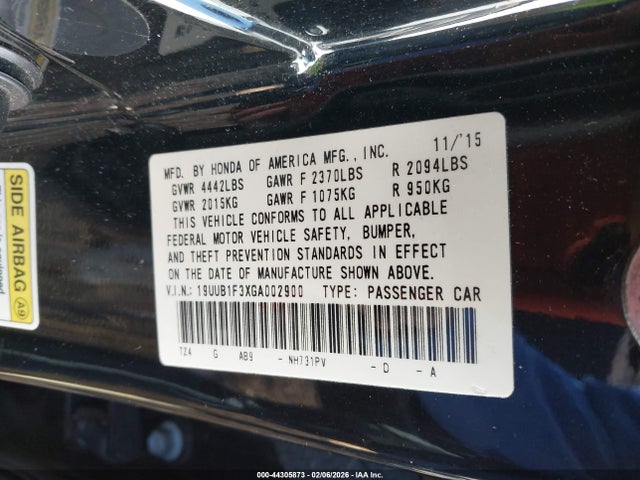 11/'15
MFD. BY HONDA OF AMERICA MFG., INC.
GVWR 4442LBS GAWR F 2370LBS R 2094LBS
GVWR 2015KG GAWR F 1075KG R 950KG
THIS VEHICLE CONFORMS TO ALL APPLICABLE
FEDERAL MOTOR VEHICLE SAFETY, BUMPER,
AND THEFT PREVENTION STANDARDS IN EFFECT
ON THE DATE OF MANUFACTURE SHOWN ABOVE.
V.I.N.: 19UUB1F3XGA002900 TYPE: PASSENGER CAR
TZ4 G AB9 - NH731PV - D - A
SIDE AIRBAG A9
000-44305873 - 02/06/2026 - IAA Inc.